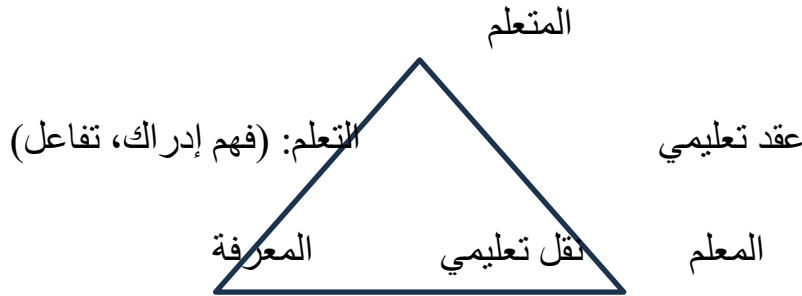 المتعلم
عقد تعليمي التعلم: (فهم إدراك، تفاعل)
المعلم نقل تعليمي المعرفة